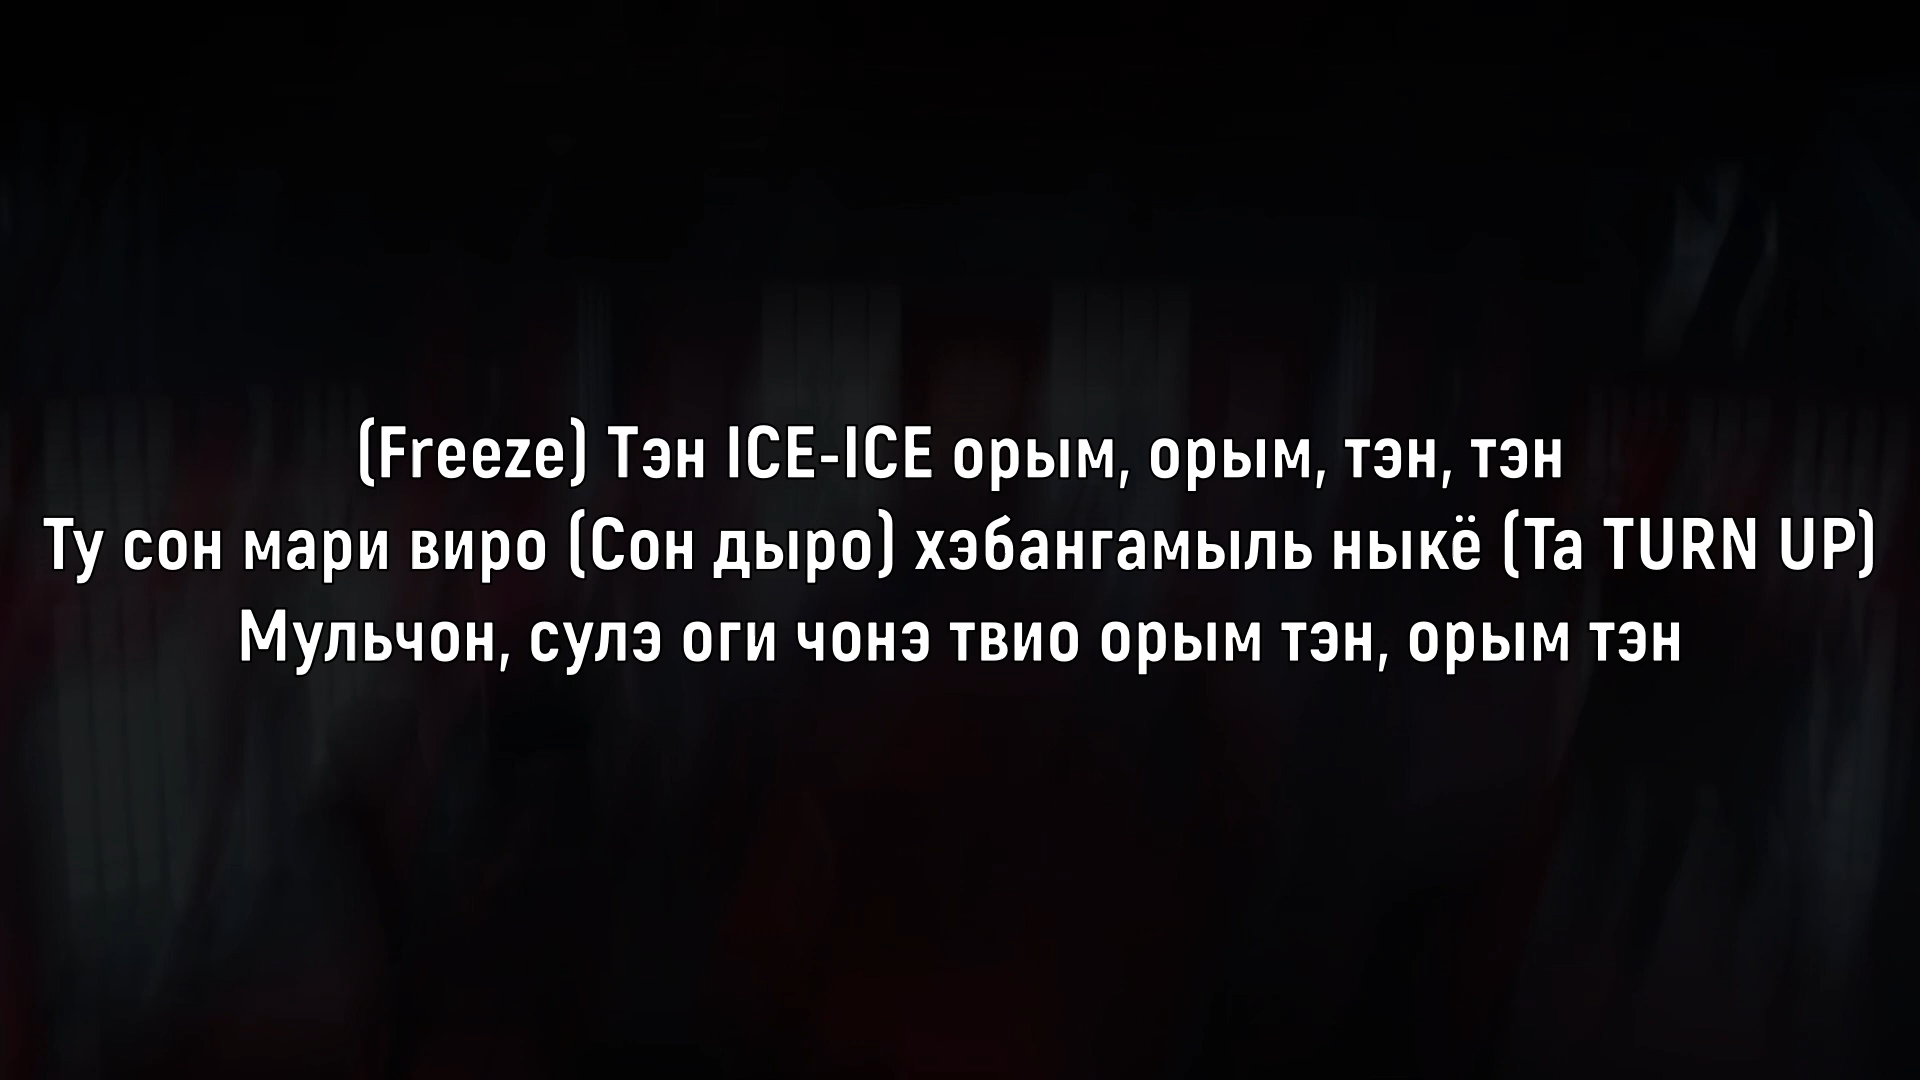 (Freeze) Тэн ICE-ICE орым, орым, тэн, тэн
Ту сон мари виро (Сон дыро) хэбангамыль ныкё (Та TURN UP)
Мульчон, сулэ оги чонэ твио орым тэн, орым тэн